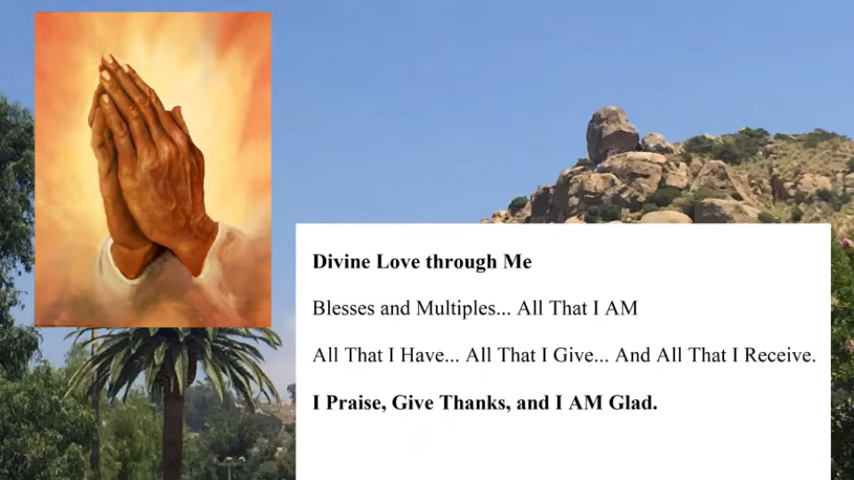 Divine Love through Me
Blesses and Multiples... All That I AM
All That I Have... All That I Give... And All That I Receive.
I Praise, Give Thanks, and I AM Glad.